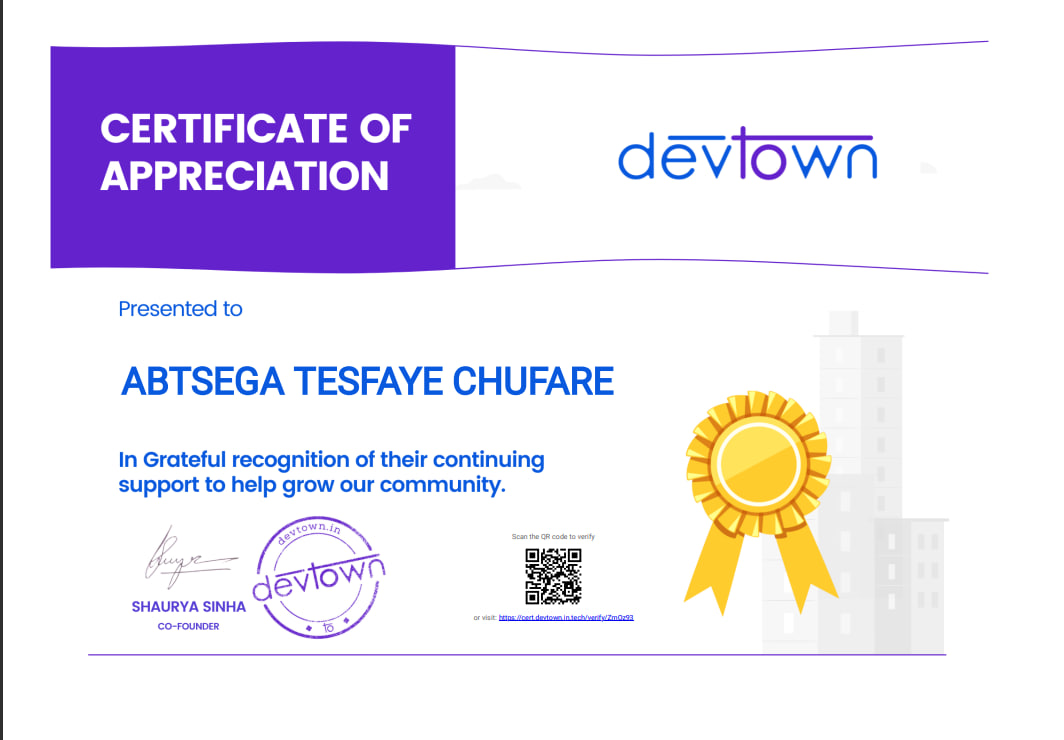 CERTIFICATE OF
APPRECIATION
devtown
Presented to
ABTSEGA TESFAYE CHUFARE
In Grateful recognition of their continuing
support to help grow our community.
devtown.in
devtown
to
SHAURYA SINHA
CO-FOUNDER
Scan the QR code to verify
or visit: https://cert.devtown.in.tech/verify/ZmOz93